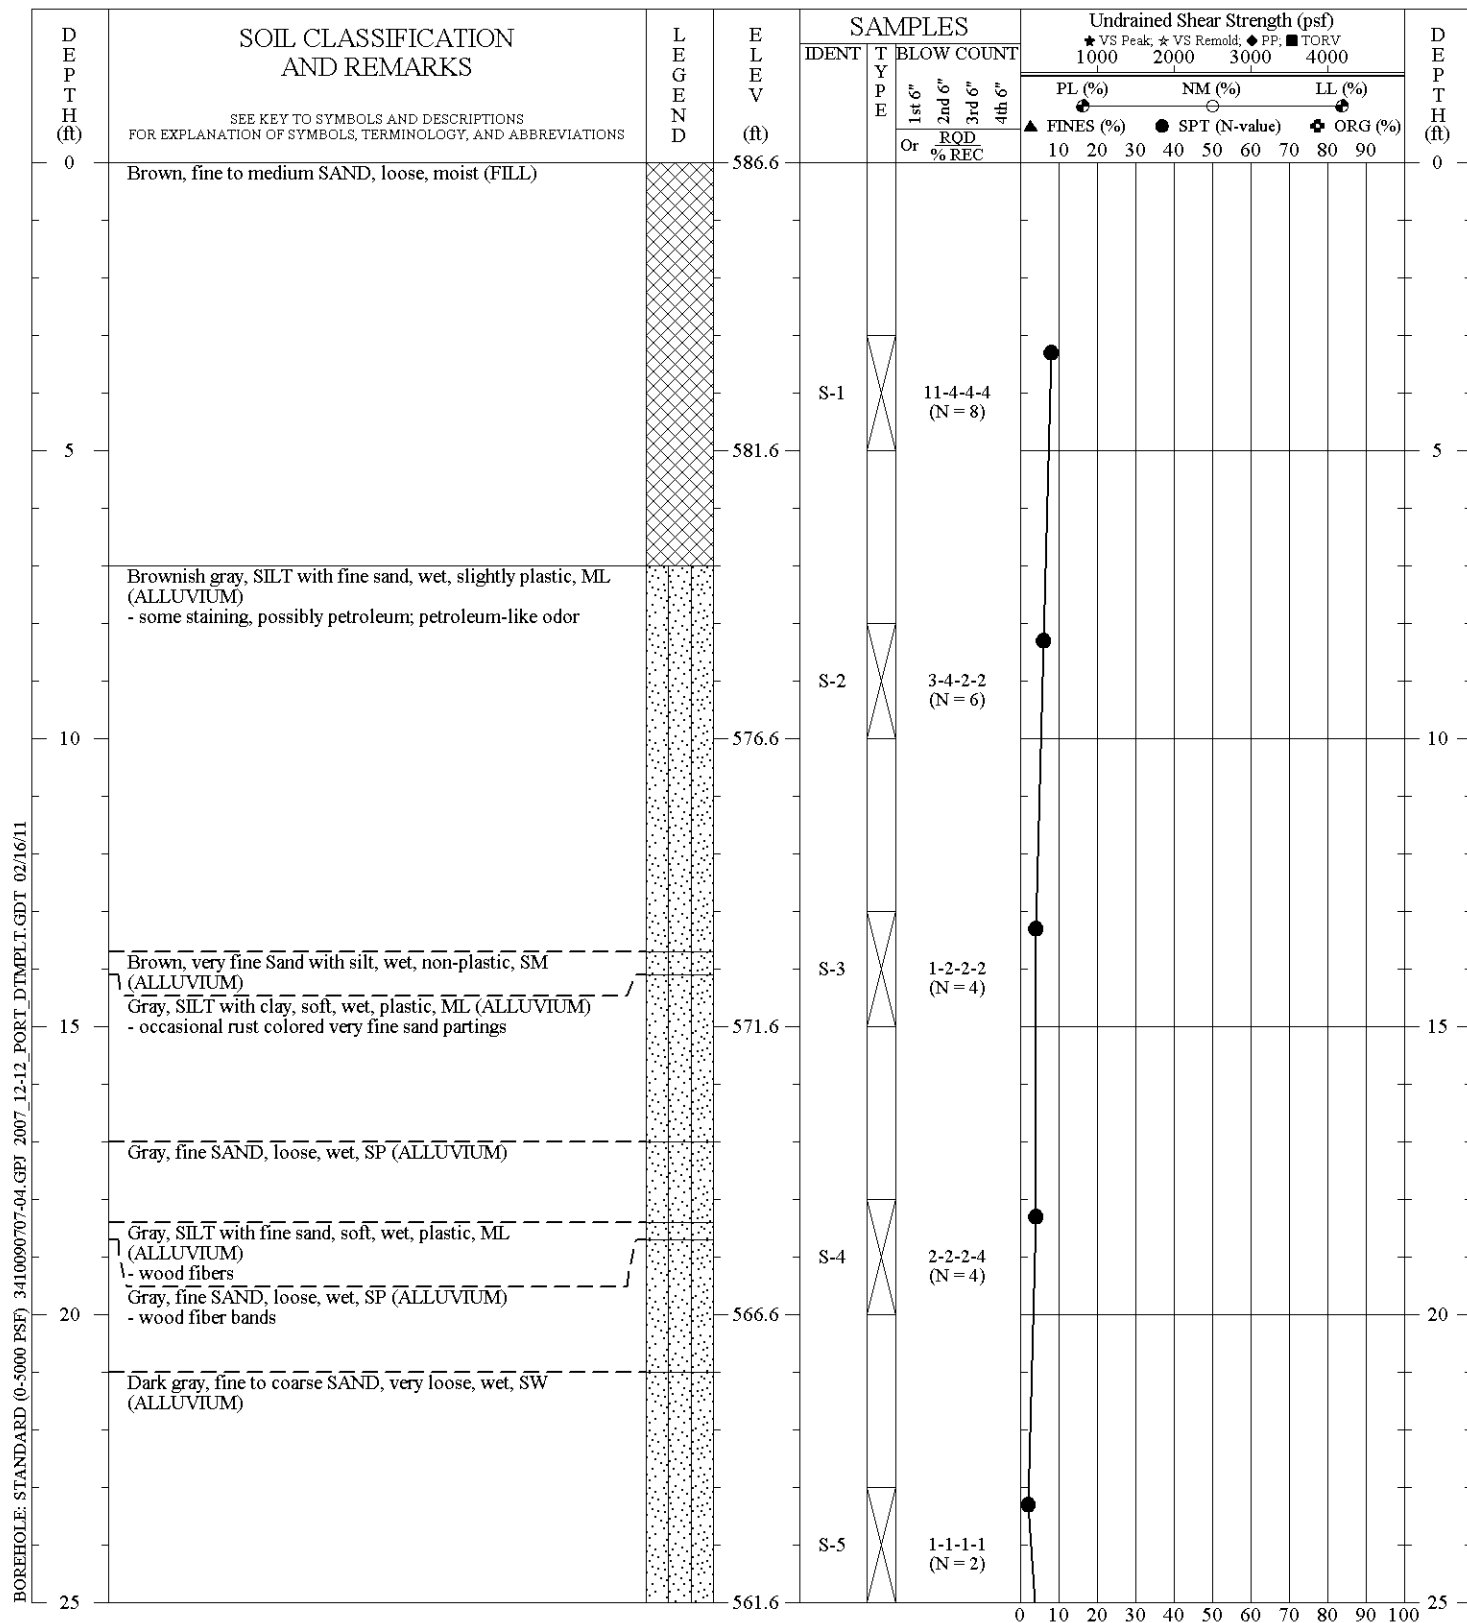 DEPTH
(ft)
SOIL CLASSIFICATION
AND REMARKS
SEE KEY TO SYMBOLS AND DESCRIPTIONS
FOR EXPLANATION OF SYMBOLS, TERMINOLOGY, AND ABBREVIATIONS
LEGEND
ELEV
(ft)
SAMPLES
IDENT
TYPE
BLOW COUNT
1st 6"
2nd 6"
3rd 6"
4th 6"
Or RQD
% REC
Undrained Shear Strength (psf)
★ VS Peak; ☆ VS Remold; ◆ PP; ■ TORV
1000 2000 3000 4000
PL (%) NM (%) LL (%)
▲ FINES (%) ● SPT (N-value) ✚ ORG (%)
10 20 30 40 50 60 70 80 90
DEPTH
(ft)
0 586.6 0
Brown, fine to medium SAND, loose, moist (FILL)
S-1 11-4-4-4
(N = 8)
5 581.6 5
Brownish gray, SILT with fine sand, wet, slightly plastic, ML
(ALLUVIUM)
- some staining, possibly petroleum; petroleum-like odor
S-2 3-4-2-2
(N = 6)
10 576.6 10
Brown, very fine Sand with silt, wet, non-plastic, SM
(ALLUVIUM)
S-3 1-2-2-2
(N = 4)
Gray, SILT with clay, soft, wet, plastic, ML (ALLUVIUM)
- occasional rust colored very fine sand partings
15 571.6 15
Gray, fine SAND, loose, wet, SP (ALLUVIUM)
Gray, SILT with fine sand, soft, wet, plastic, ML
(ALLUVIUM)
- wood fibers
S-4 2-2-2-4
(N = 4)
Gray, fine SAND, loose, wet, SP (ALLUVIUM)
- wood fiber bands
20 566.6 20
Dark gray, fine to coarse SAND, very loose, wet, SW
(ALLUVIUM)
S-5 1-1-1-1
(N = 2)
25 561.6 25
0 10 20 30 40 50 60 70 80 90 100
BOREHOLE: STANDARD (0-5000 PSF) 3410090707-04.GPJ 2007_12-12_PORT_DTMPLT.GDT 02/16/11